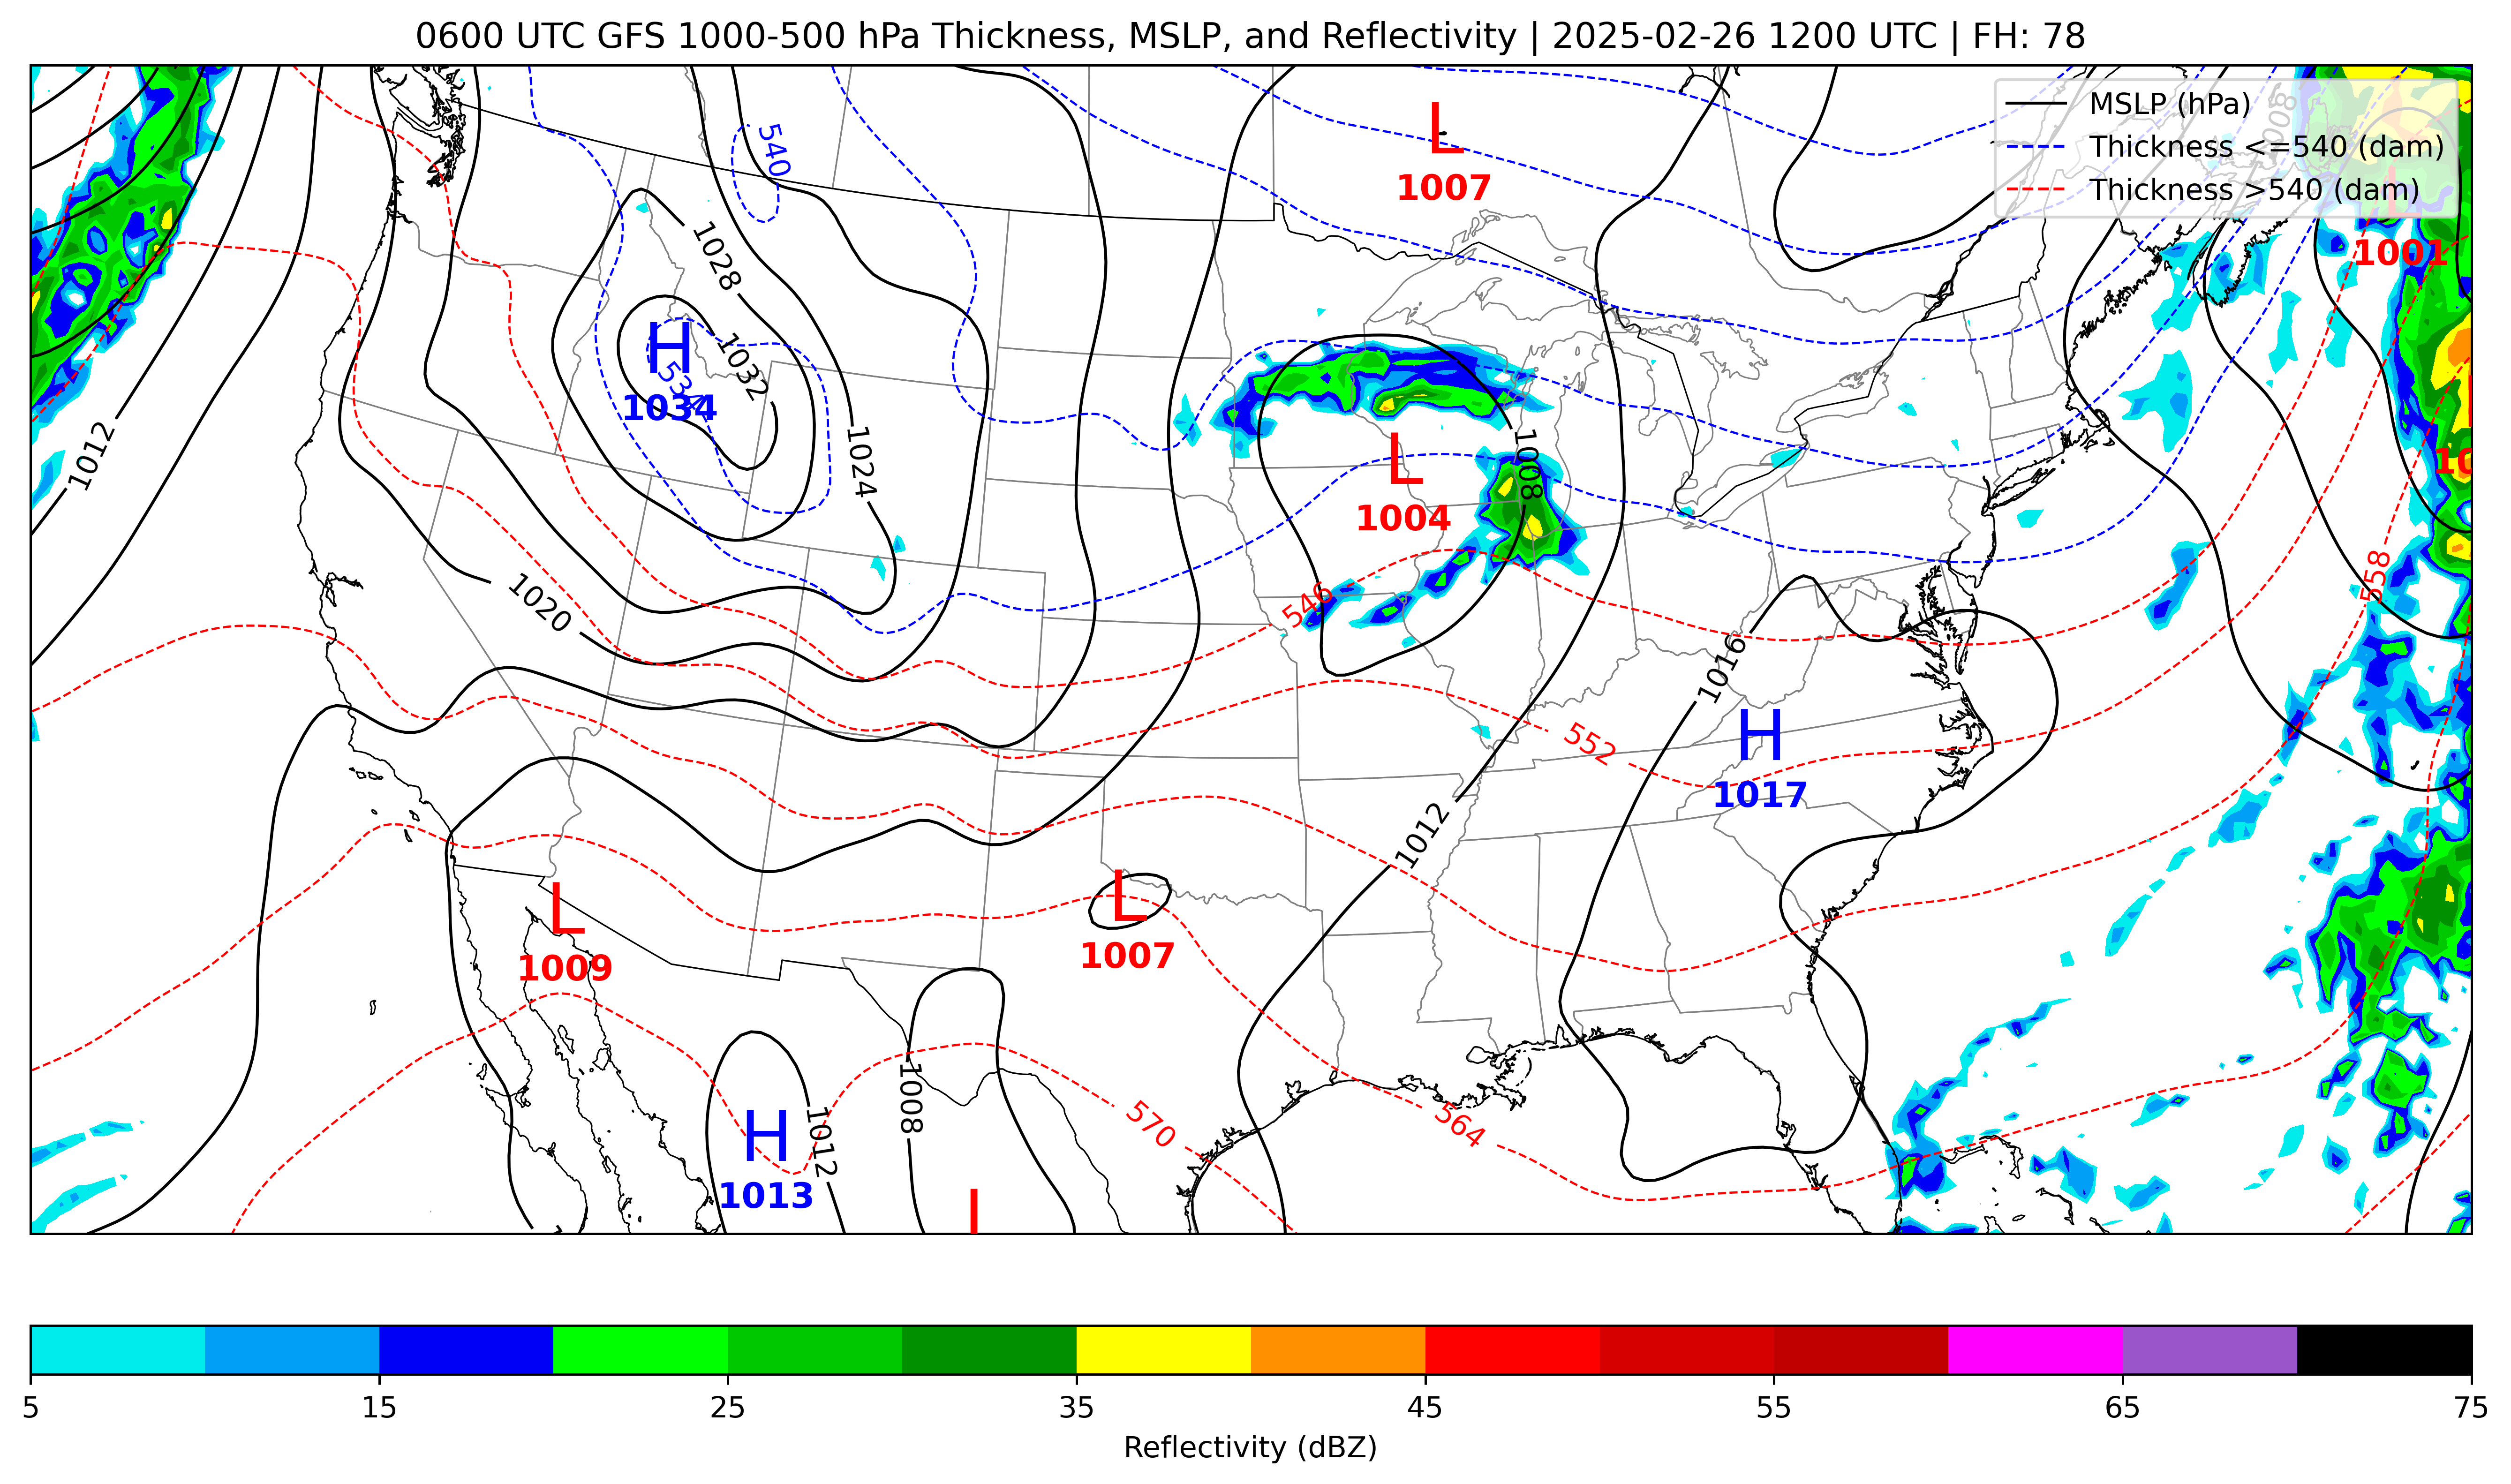 0600 UTC GFS 1000-500 hPa Thickness, MSLP, and Reflectivity | 2025-02-26 1200 UTC | FH: 78
MSLP (hPa)
Thickness <=540 (dam)
Thickness >540 (dam)
1008
540
L
1007
1001
1028
H
1032
534
1034
1012
1024
1008
L
1004
1020
546
558
1016
552
H
1017
1012
L
1009
L
1007
1008
1012
H
1013
570
564
L
5
15
25
35
45
55
65
75
Reflectivity (dBZ)